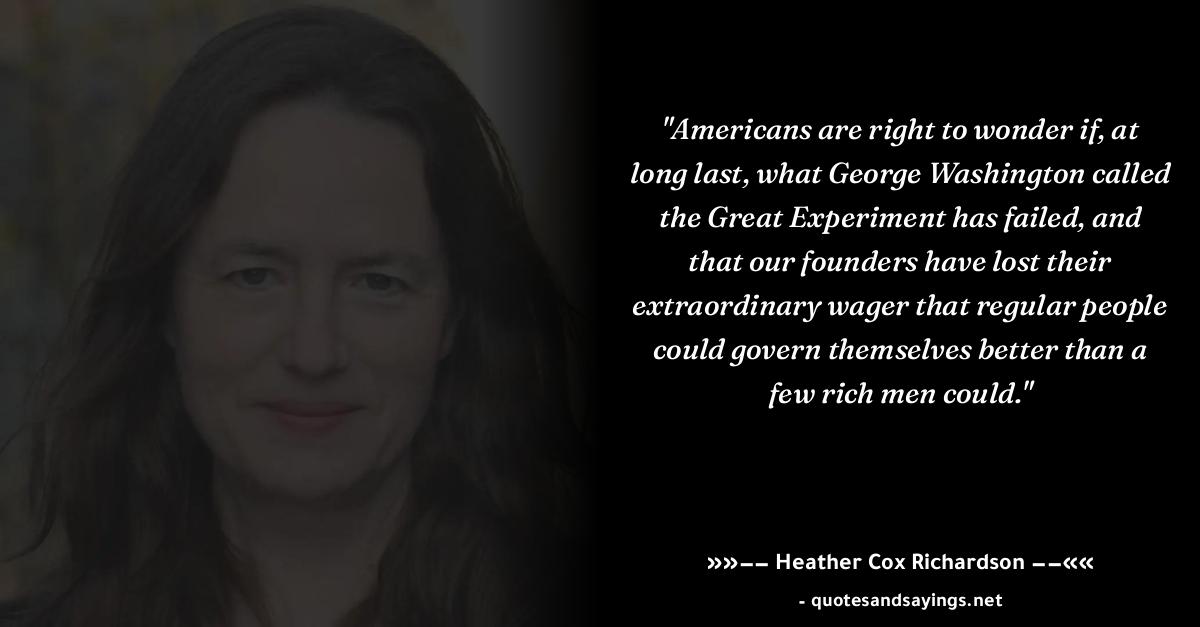 "Americans are right to wonder if, at
long last, what George Washington called
the Great Experiment has failed, and
that our founders have lost their
extraordinary wager that regular people
could govern themselves better than a
few rich men could."
»»−− Heather Cox Richardson −−««
- quotesandsayings.net